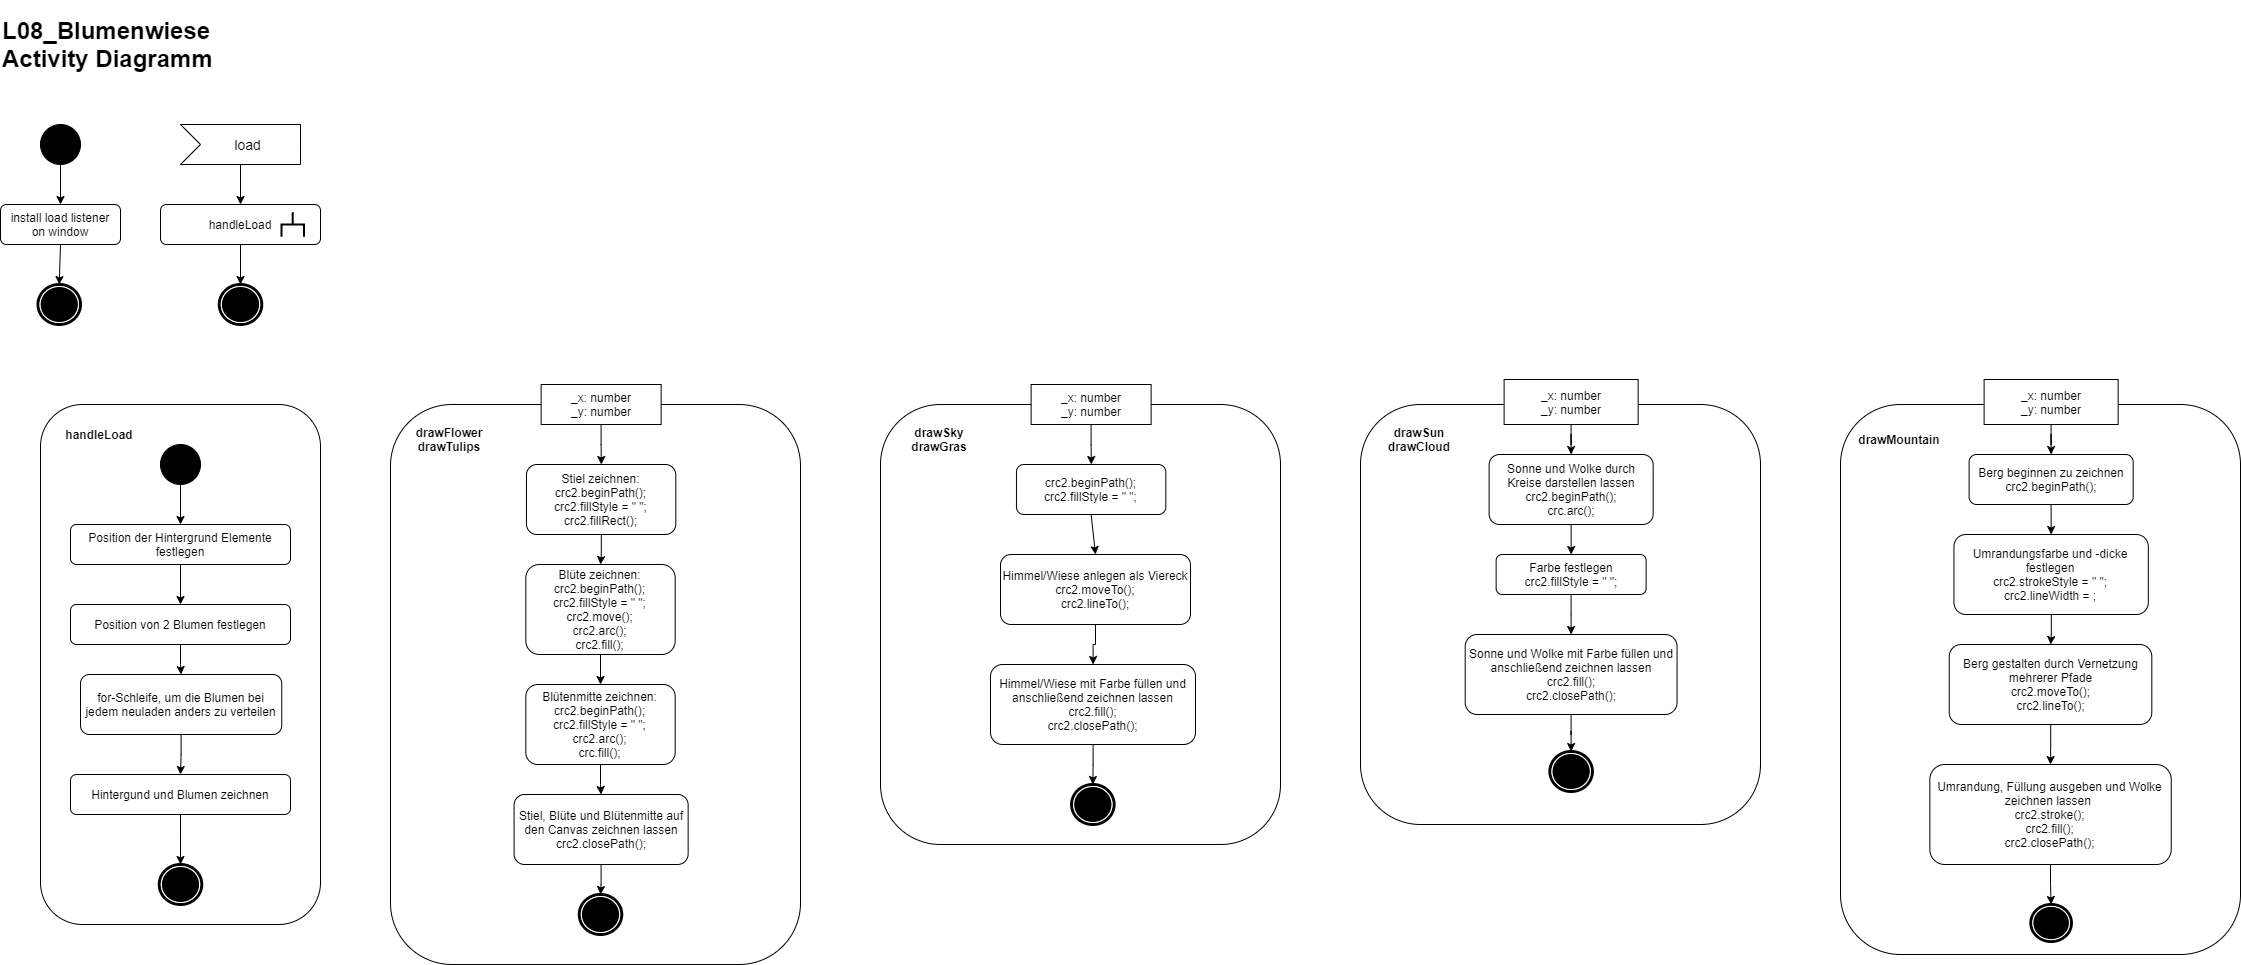 L08_Blumenwiese
Activity Diagramm
load
install load listener
on window
handleLoad
handleLoad
Position der Hintergrund Elemente
festlegen
Position von 2 Blumen festlegen
for-Schleife, um die Blumen bei
jedem neuladen anders zu verteilen
Hintergund und Blumen zeichnen
_x: number
_y: number
drawFlower
drawTulips
Stiel zeichnen:
crc2.beginPath();
crc2.fillStyle = " ";
crc2.fillRect();
Blüte zeichnen:
crc2.beginPath();
crc2.fillStyle = " ";
crc2.move();
crc2.arc();
crc2.fill();
Blütenmitte zeichnen:
crc2.beginPath();
crc2.fillStyle = " ";
crc2.arc();
crc.fill();
Stiel, Blüte und Blütenmitte auf
den Canvas zeichnen lassen
crc2.closePath();
_x: number
_y: number
drawSky
drawGras
crc2.beginPath();
crc2.fillStyle = " ";
Himmel/Wiese anlegen als Viereck
crc2.moveTo();
crc2.lineTo();
Himmel/Wiese mit Farbe füllen und
anschließend zeichnen lassen
crc2.fill();
crc2.closePath();
_x: number
_y: number
drawSun
drawCloud
Sonne und Wolke durch
Kreise darstellen lassen
crc2.beginPath();
crc.arc();
Farbe festlegen
crc2.fillStyle = " ";
Sonne und Wolke mit Farbe füllen und
anschließend zeichnen lassen
crc2.fill();
crc2.closePath();
_x: number
_y: number
drawMountain
Berg beginnen zu zeichnen
crc2.beginPath();
Umrandungsfarbe und -dicke
festlegen
crc2.strokeStyle = " ";
crc2.lineWidth = ;
Berg gestalten durch Vernetzung
mehrerer Pfade
crc2.moveTo();
crc2.lineTo();
Umrandung, Füllung ausgeben und Wolke
zeichnen lassen
crc2.stroke();
crc2.fill();
crc2.closePath();